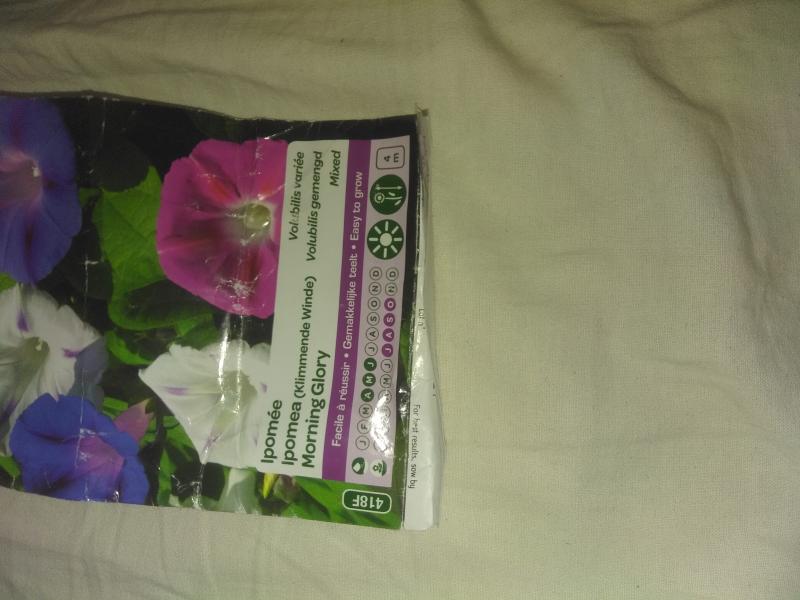 Ipomée
Volubilis variée
Ipomea (Klimmende Winde)
Volubilis gemengd
Morning Glory
Mixed
Facile à réussir • Gemakkelijke teelt • Easy to grow
J F M A M J J A S O N D
M J J A S O N D
4 m
418F
For best results, sow by